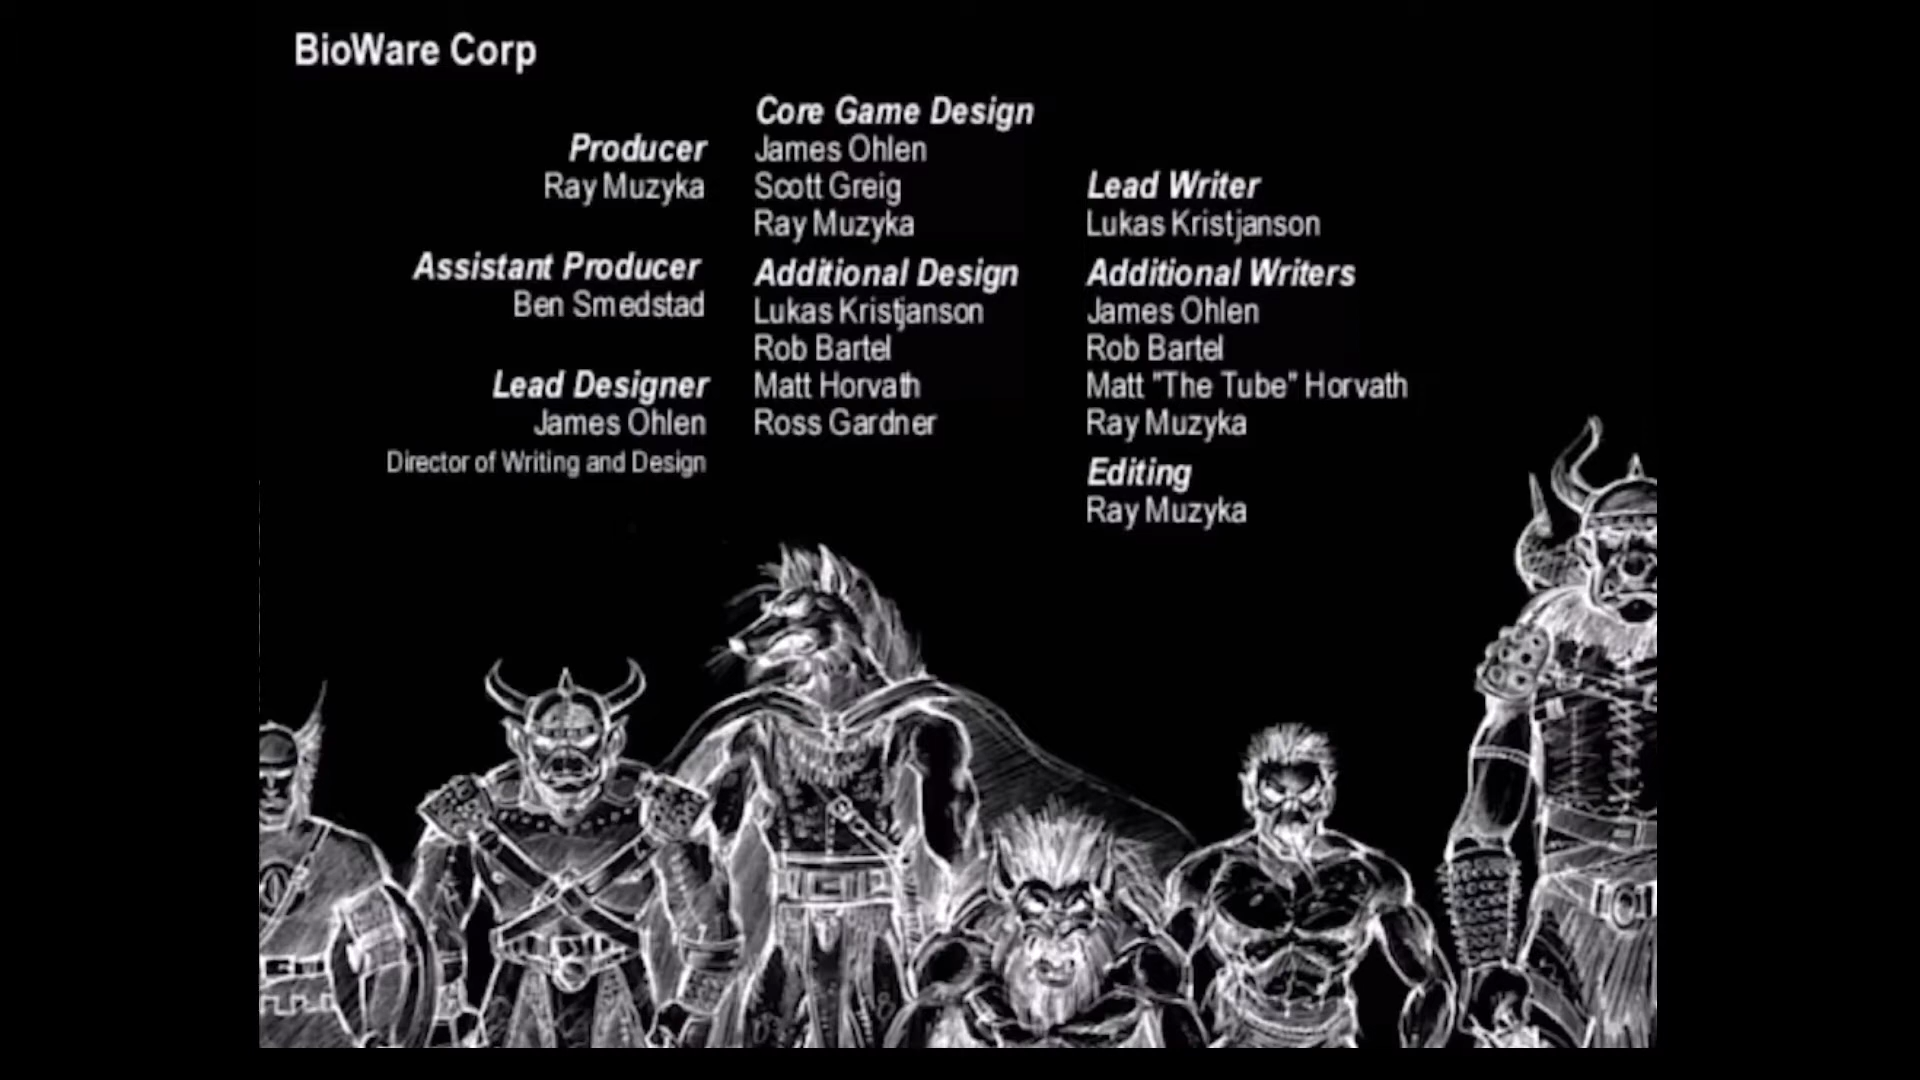 BioWare Corp
Producer
Ray Muzyka
Assistant Producer
Ben Smedstad
Lead Designer
James Ohlen
Director of Writing and Design
Core Game Design
James Ohlen
Scott Greig
Ray Muzyka
Additional Design
Lukas Kristjanson
Rob Bartel
Matt Horvath
Ross Gardner
Lead Writer
Lukas Kristjanson
Additional Writers
James Ohlen
Rob Bartel
Matt "The Tube" Horvath
Ray Muzyka
Editing
Ray Muzyka